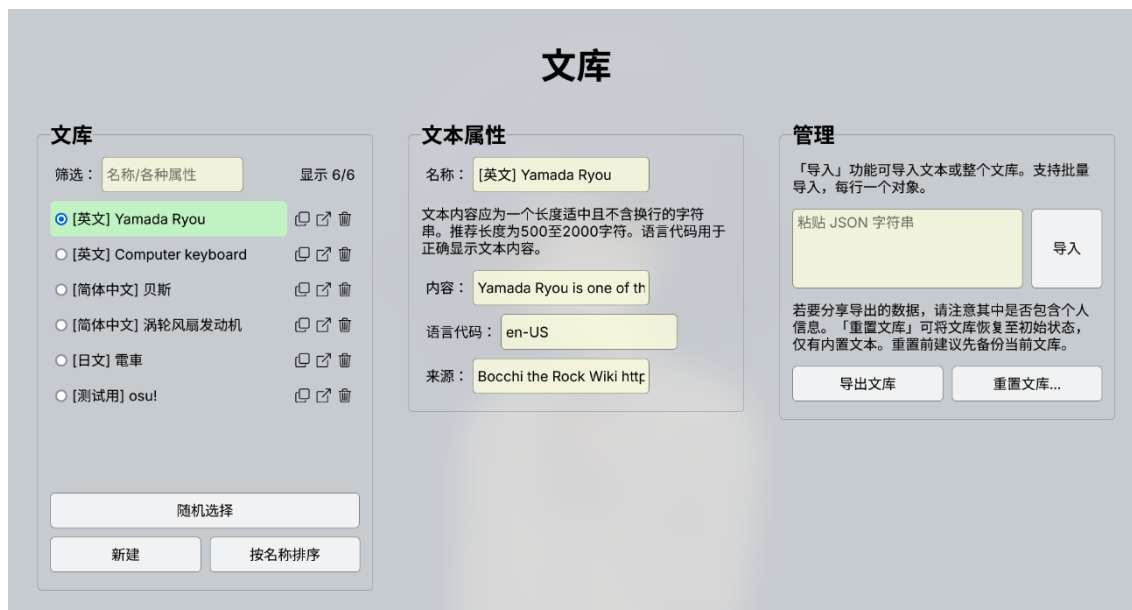 文库
文库
筛选：
名称/各种属性
显示 6/6
[英文] Yamada Ryou
[英文] Computer keyboard
[简体中文] 贝斯
[简体中文] 涡轮风扇发动机
[日文] 電車
[测试用] osu!
随机选择
新建
按名称排序
文本属性
名称：
[英文] Yamada Ryou
文本内容应为一个长度适中且不含换行的字符
串。推荐长度为500至2000字符。语言代码用于
正确显示文本内容。
内容：
Yamada Ryou is one of th
语言代码：
en-US
来源：
Bocchi the Rock Wiki http
管理
「导入」功能可导入文本或整个文库。支持批量
导入，每行一个对象。
粘贴 JSON 字符串
导入
若要分享导出的数据，请注意其中是否包含个人
信息。「重置文库」可将文库恢复至初始状态，
仅有内置文本。重置前建议先备份当前文库。
导出文库
重置文库...